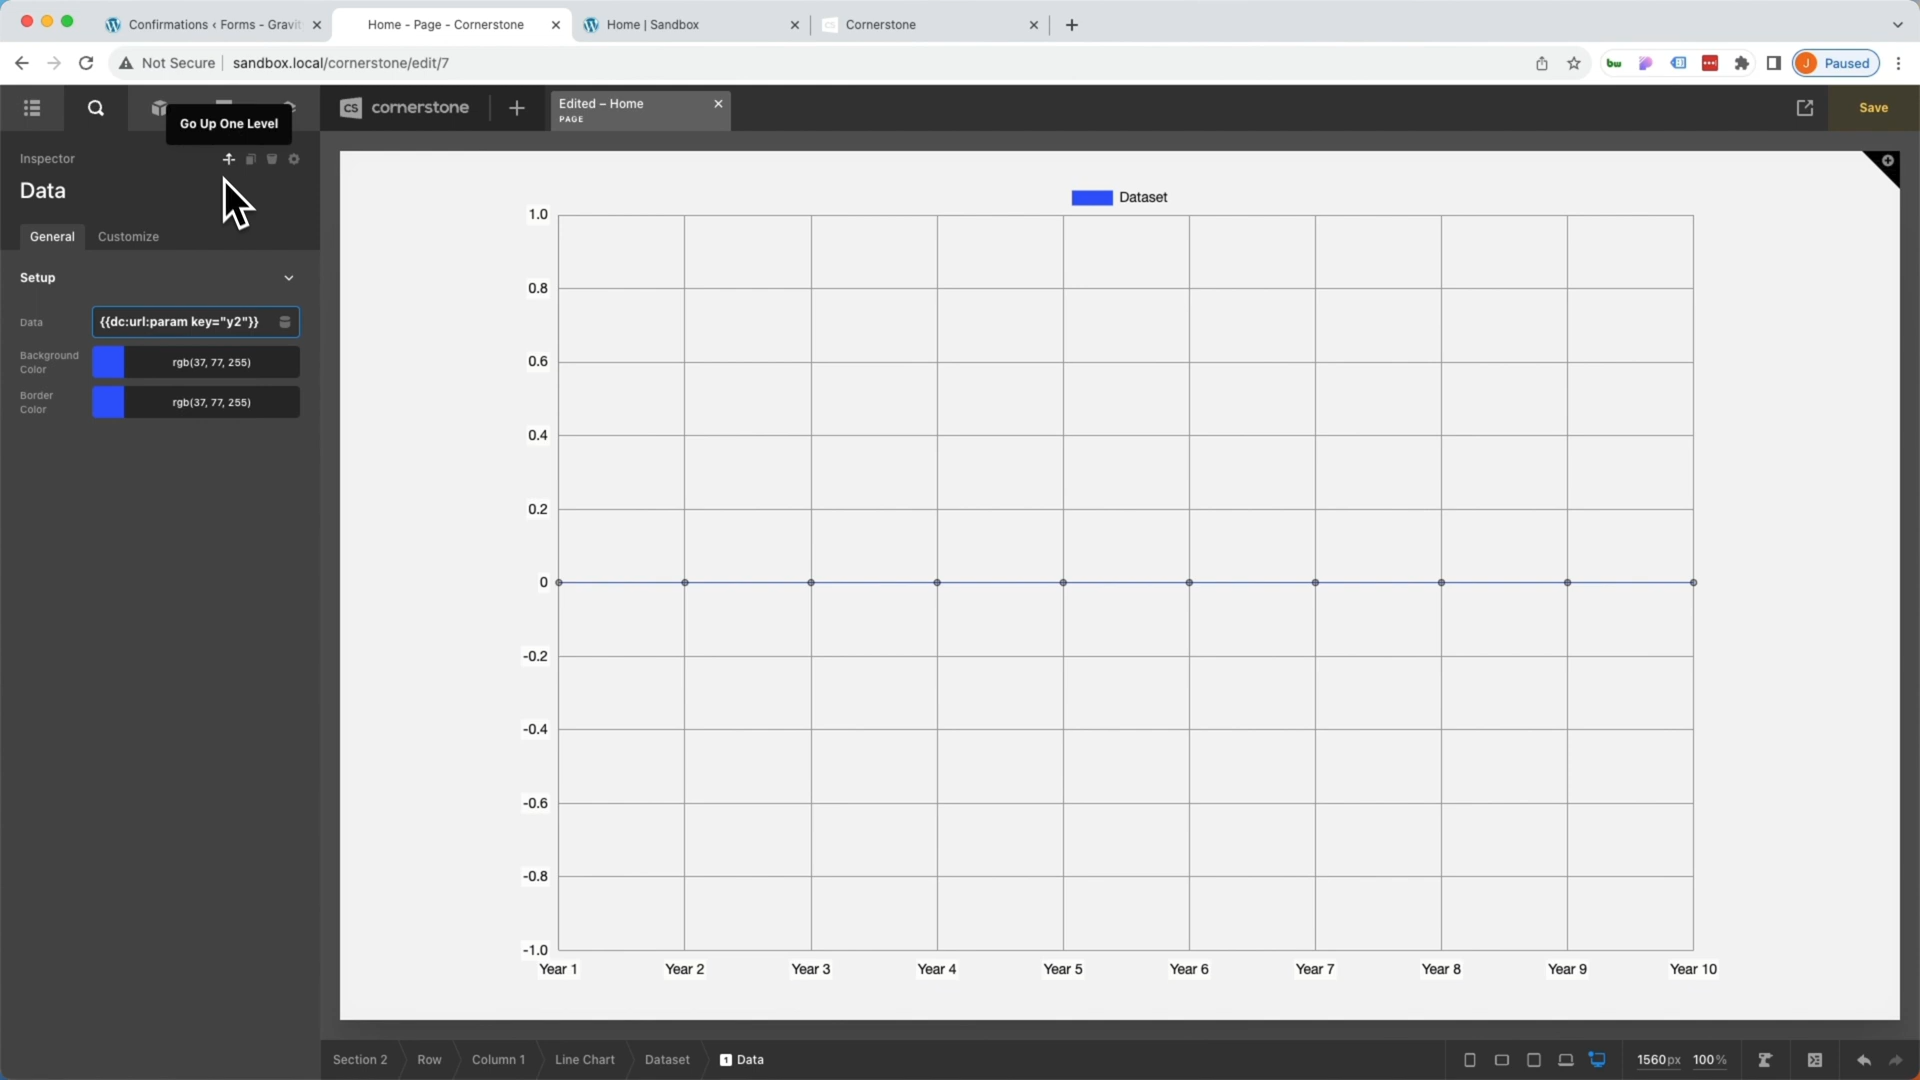 Confirmations ‹ Forms - Gravi
Home - Page - Cornerstone
Home | Sandbox
Cornerstone
Not Secure
sandbox.local/cornerstone/edit/7
bw
J
Paused
Go Up One Level
cs cornerstone
Edited – Home
PAGE
Save
Inspector
Data
General
Customize
Setup
Data
{{dc:url:param key="y2"}}
Background
Color
rgb(37, 77, 255)
Border
Color
rgb(37, 77, 255)
Dataset
1.0
0.8
0.6
0.4
0.2
0
-0.2
-0.4
-0.6
-0.8
-1.0
Year 1
Year 2
Year 3
Year 4
Year 5
Year 6
Year 7
Year 8
Year 9
Year 10
Section 2
Row
Column 1
Line Chart
Dataset
1 Data
1560px
100%